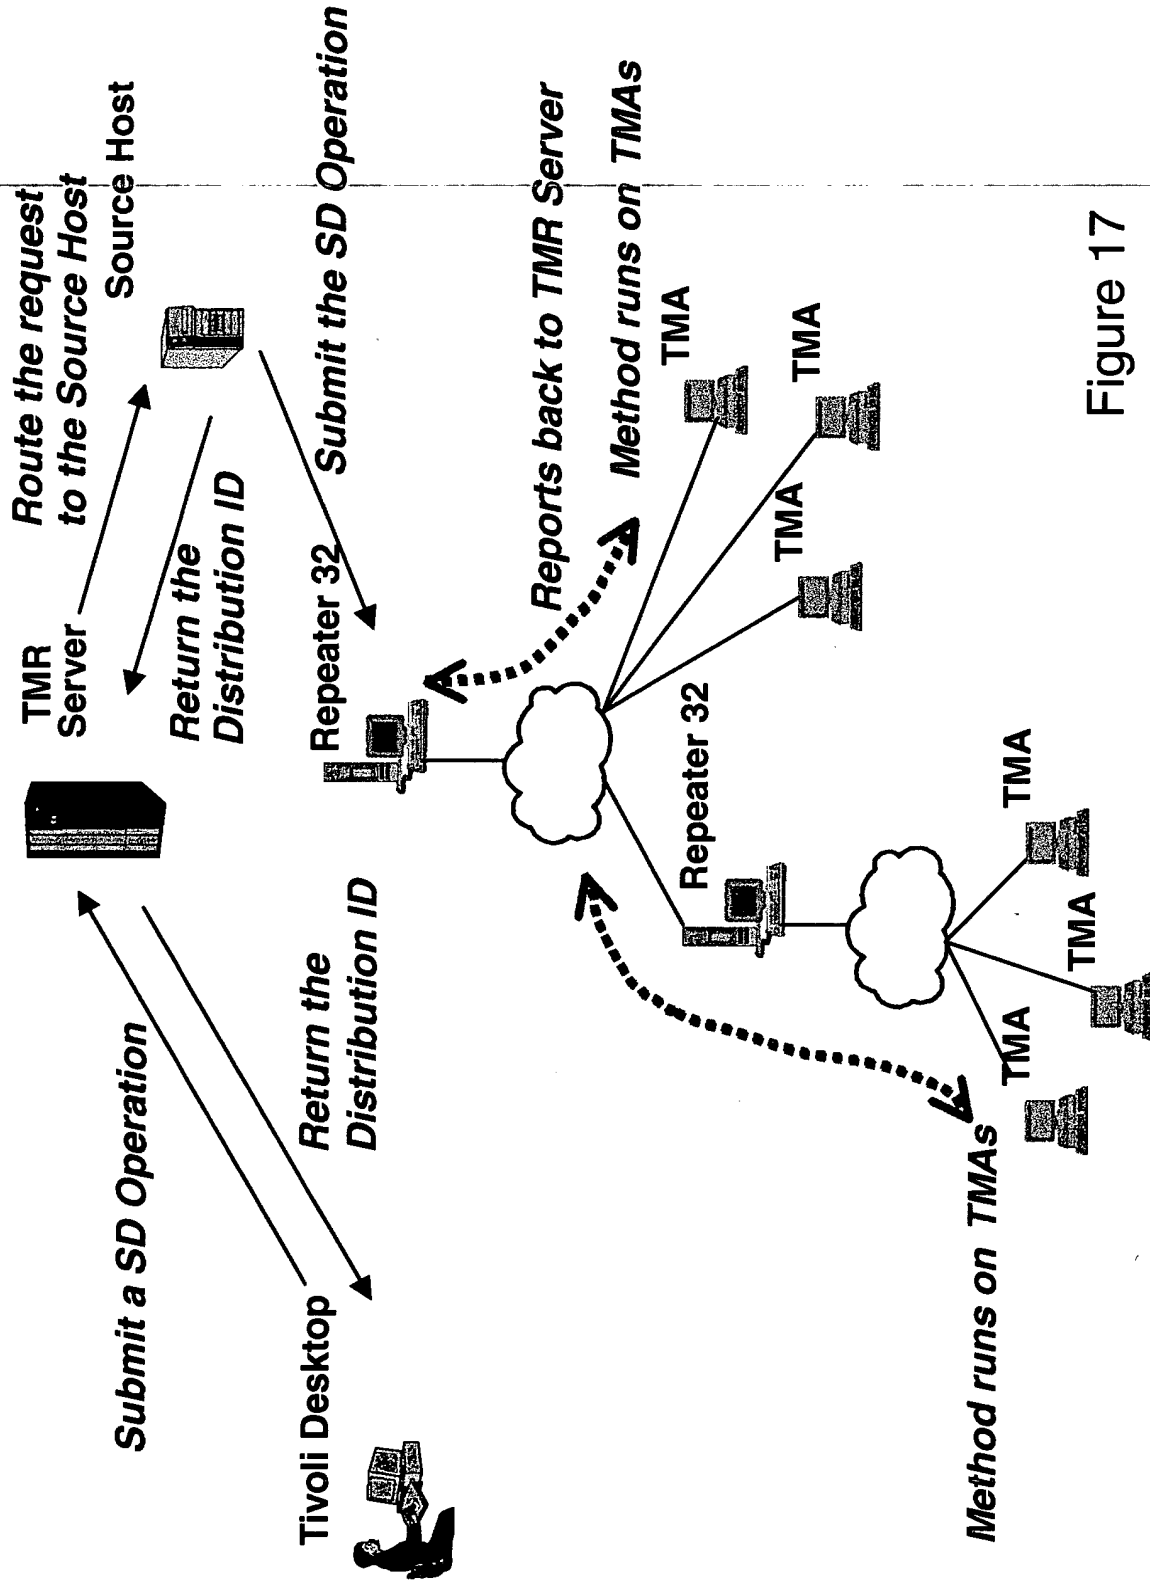 Route the request
to the Source Host
TMR
Server
Source Host
Submit a SD Operation
Return the
Distribution ID
Submit the SD Operation
Tivoli Desktop
Return the
Distribution ID
Repeater 32
Reports back to TMR Server
Method runs on TMAs
TMA
TMA
TMA
Repeater 32
TMA
TMA
TMA
Method runs on TMAs
Figure 17